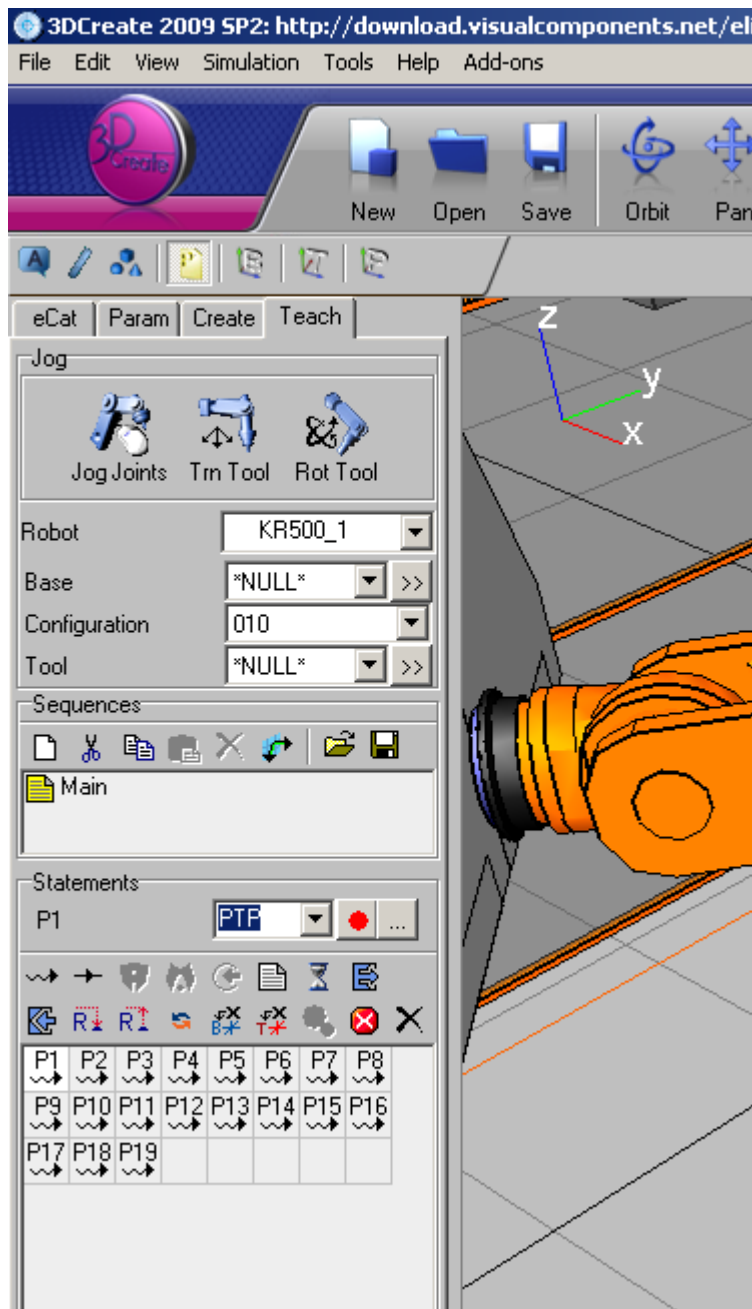 3DCreate 2009 SP2: http://download.visualcomponents.net/eli
File Edit View Simulation Tools Help Add-ons
3D Create
New Open Save Orbit Pan
eCat Param Create Teach
Jog
Jog Joints Trn Tool Rot Tool
Robot KR500_1
Base *NULL* >>
Configuration 010
Tool *NULL* >>
Sequences
Main
Statements
P1 PTP ...
P1 P2 P3 P4 P5 P6 P7 P8
P9 P10 P11 P12 P13 P14 P15 P16
P17 P18 P19
z
y
x